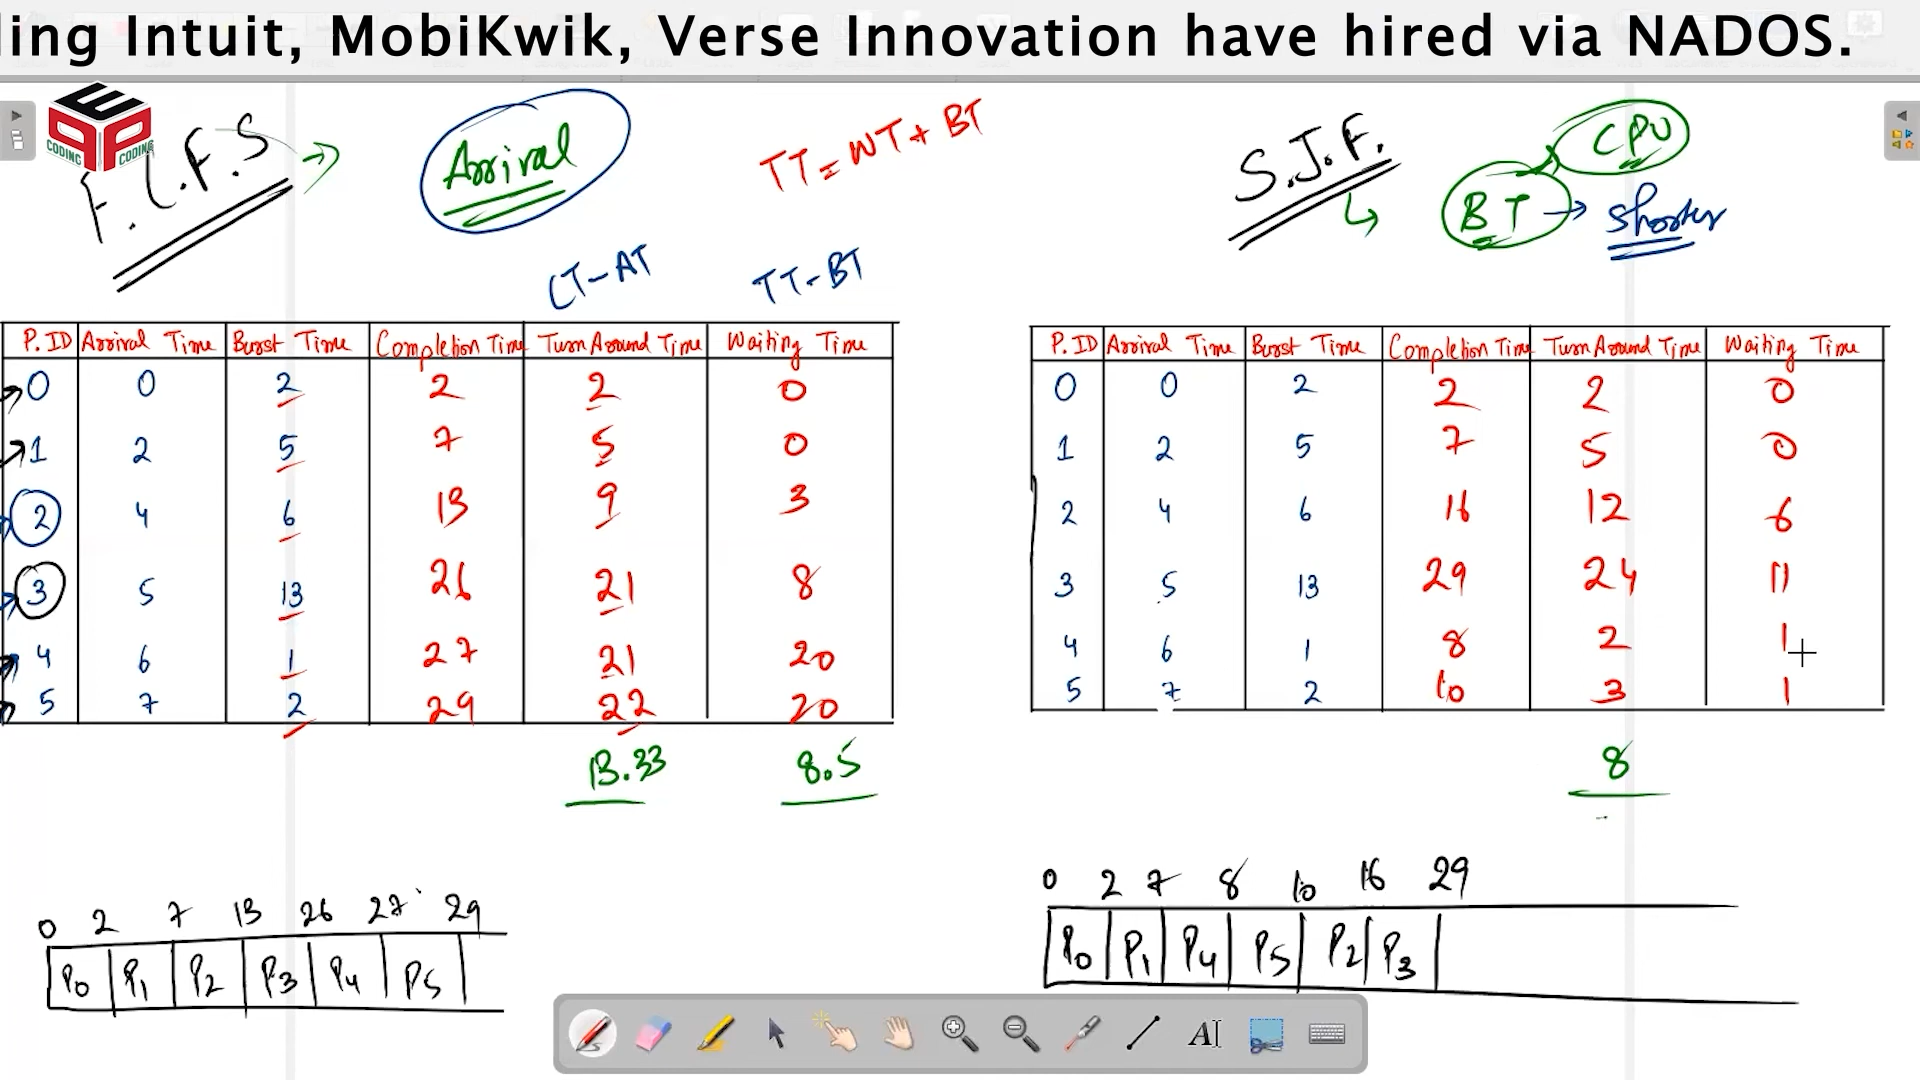 ling Intuit, MobiKwik, Verse Innovation have hired via NADOS.
PEP
CODING CODING
F.C.F.S → Arrival
TT = WT + BT
CT-AT TT-BT
P.ID Arrival Time Burst Time Completion Time Turn Around Time Waiting Time
0 0 2 2 2 0
1 2 5 7 5 0
2 4 6 13 9 3
3 5 13 26 21 8
4 6 1 27 21 20
5 7 2 29 22 20
13.33 8.5
0 2 7 13 26 27 29
P0 P1 P2 P3 P4 P5
S.J.F.
CPU
BT → Shorter
P.ID Arrival Time Burst Time Completion Time Turn Around Time Waiting Time
0 0 2 2 2 0
1 2 5 7 5 0
2 4 6 16 12 6
3 5 13 29 24 11
4 6 1 8 2 1
5 7 2 10 3 1
8
0 2 7 8 10 16 29
P0 P1 P4 P5 P2 P3
AI